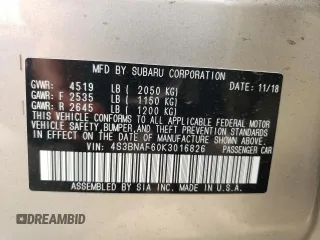 MFD BY SUBARU CORPORATION DATE: 11/18
GVWR: 4519 LB (2050 KG)
GAWR: F 2535 LB (1150 KG)
GAWR: R 2645 LB (1200 KG)
THIS VEHICLE CONFORMS TO ALL APPLICABLE FEDERAL MOTOR
VEHICLE SAFETY, BUMPER, AND THEFT PREVENTION STANDARDS
IN EFFECT ON THE DATE OF MANUFACTURE SHOWN ABOVE.
VIN: 4S3BNAF60K3016826 PASSENGER CAR
ASSEMBLED BY SIA INC. MADE IN U.S.A.
DREAMBID